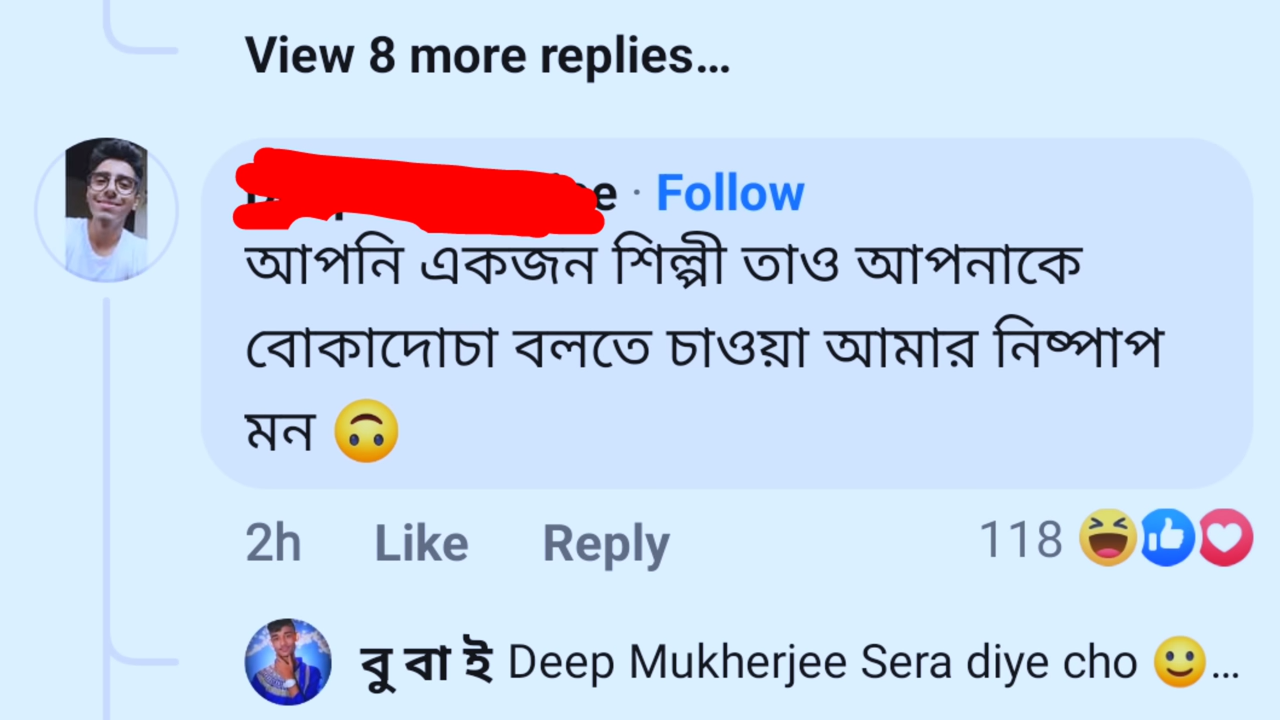 View 8 more replies...
· Follow
আপনি একজন শিল্পী তাও আপনাকে
বোকাদোচা বলতে চাওয়া আমার নিষ্পাপ
মন 🙃
2h Like Reply 118
বু বা ই Deep Mukherjee Sera diye cho 🙂...